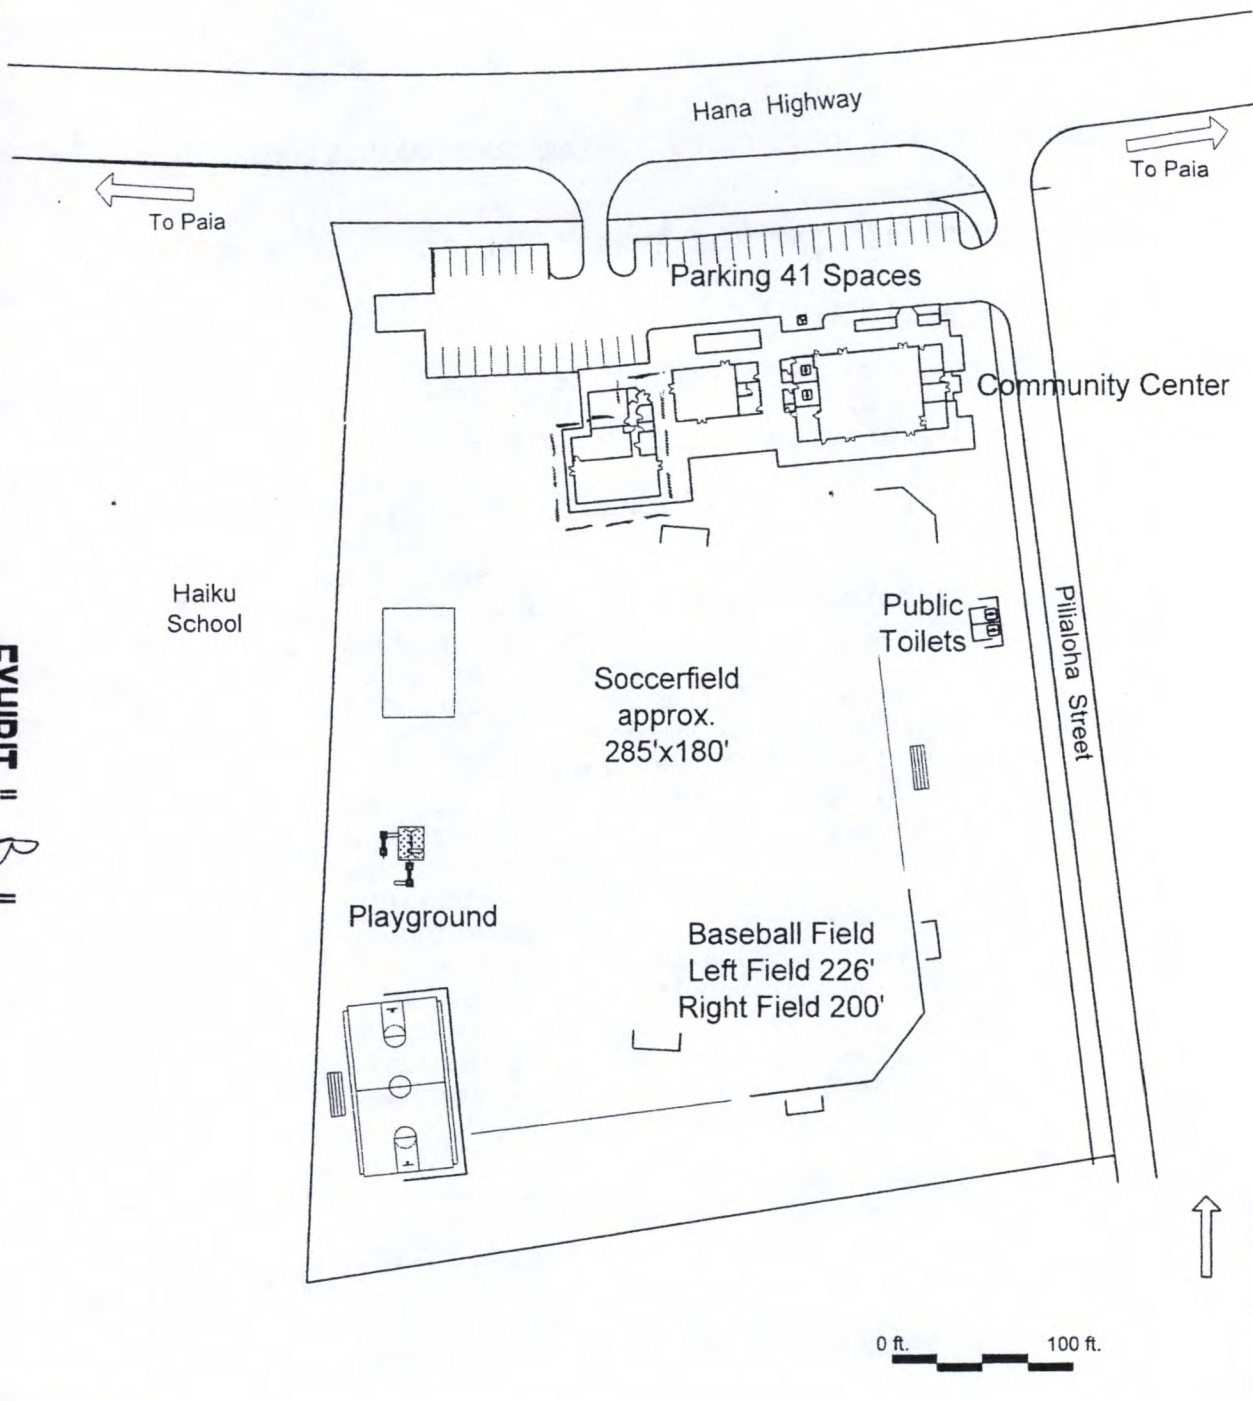 Hana Highway
To Paia
To Paia
Parking 41 Spaces
Community Center
Haiku
School
Public
Toilets
Pilialoha Street
Soccerfield
approx.
285'x180'
Playground
Baseball Field
Left Field 226'
Right Field 200'
EXHIBIT " B "
0 ft. 100 ft.